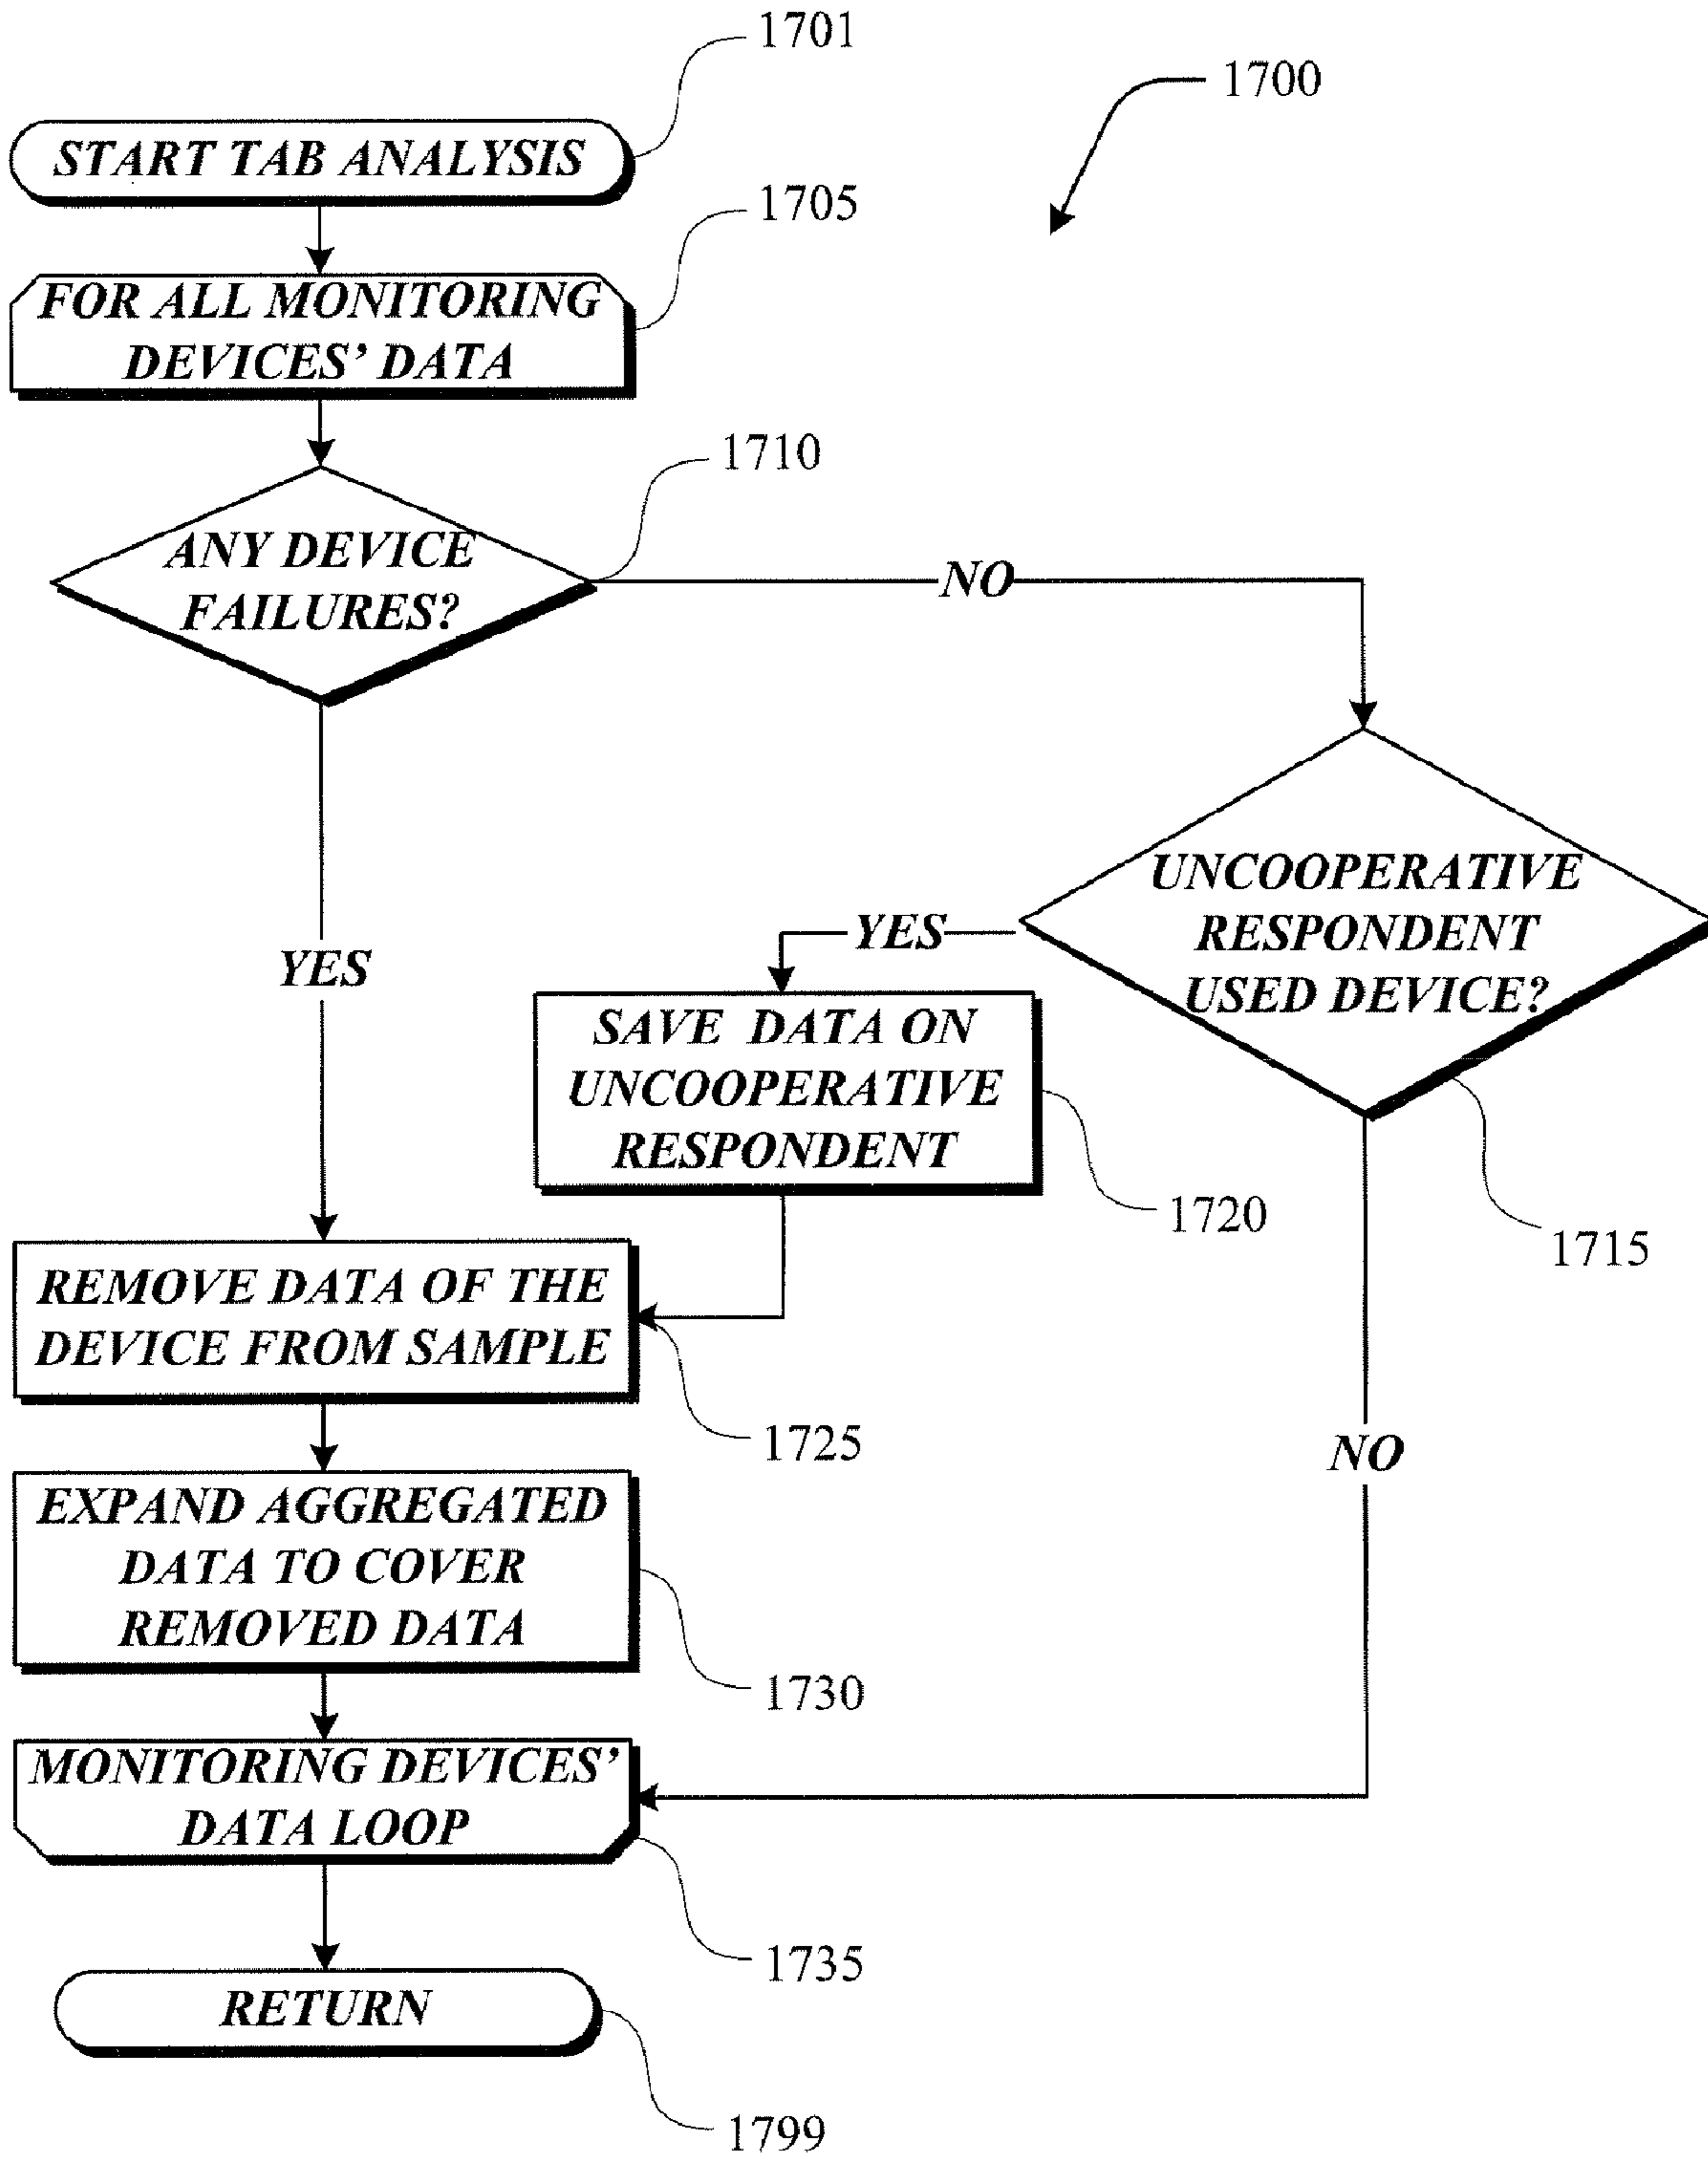 1701
1700
START TAB ANALYSIS
1705
FOR ALL MONITORING
DEVICES’ DATA
1710
ANY DEVICE
FAILURES?
NO
UNCOOPERATIVE
RESPONDENT
USED DEVICE?
YES
YES
SAVE DATA ON
UNCOOPERATIVE
RESPONDENT
1720
1715
REMOVE DATA OF THE
DEVICE FROM SAMPLE
1725
NO
EXPAND AGGREGATED
DATA TO COVER
REMOVED DATA
1730
MONITORING DEVICES’
DATA LOOP
1735
RETURN
1799